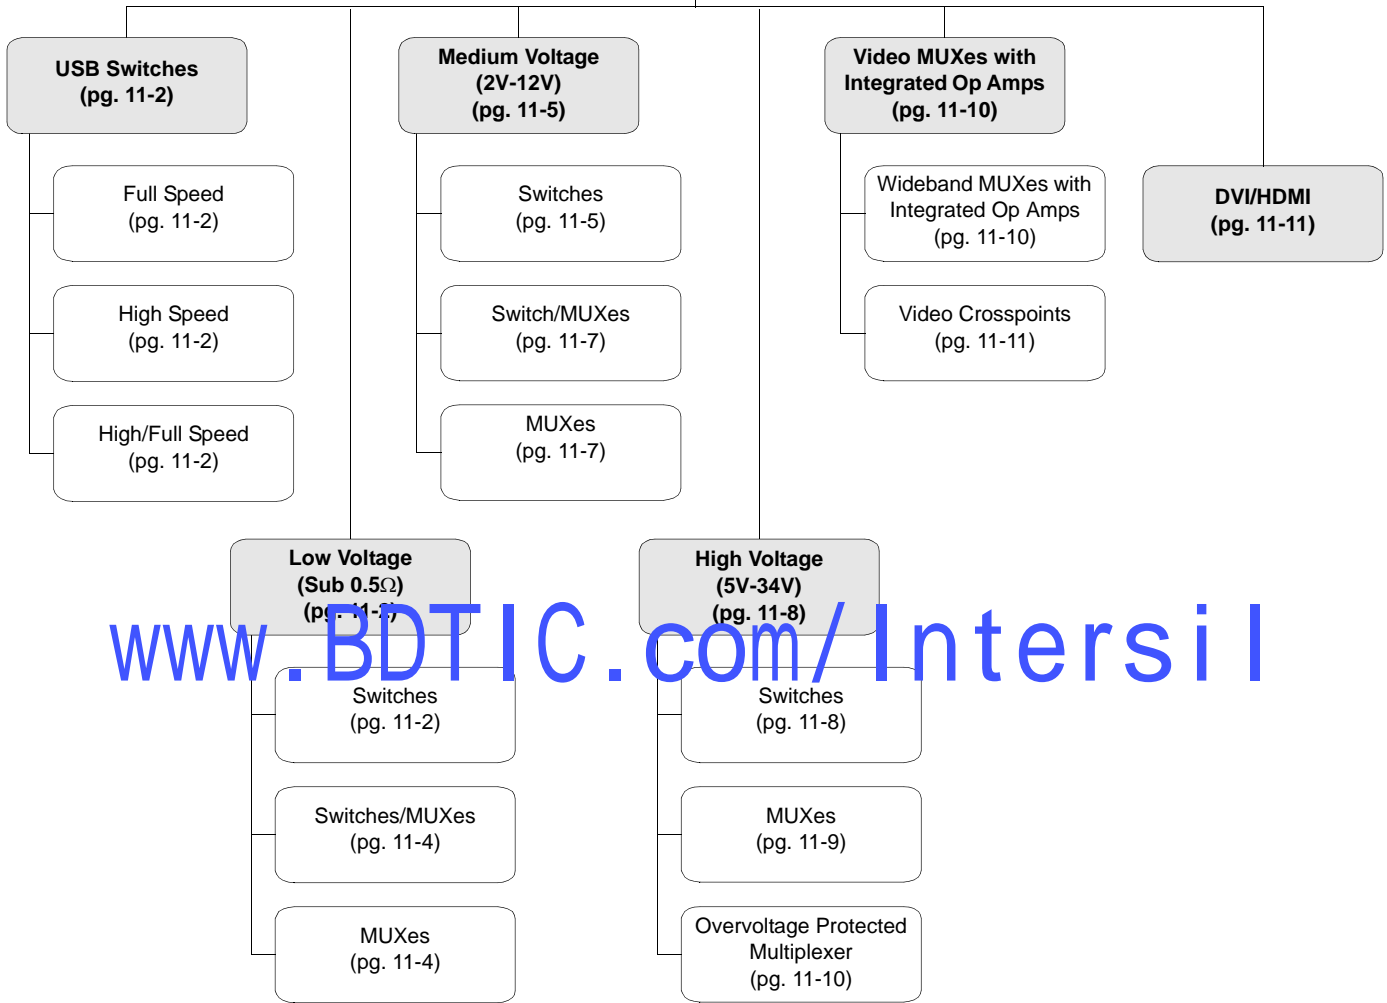 USB Switches
(pg. 11-2)
Full Speed
(pg. 11-2)
High Speed
(pg. 11-2)
High/Full Speed
(pg. 11-2)
Low Voltage
(Sub 0.5Ω)
(pg. 11-2)
Switches
(pg. 11-2)
Switches/MUXes
(pg. 11-4)
MUXes
(pg. 11-4)
Medium Voltage
(2V-12V)
(pg. 11-5)
Switches
(pg. 11-5)
Switch/MUXes
(pg. 11-7)
MUXes
(pg. 11-7)
High Voltage
(5V-34V)
(pg. 11-8)
Switches
(pg. 11-8)
MUXes
(pg. 11-9)
Overvoltage Protected
Multiplexer
(pg. 11-10)
Video MUXes with
Integrated Op Amps
(pg. 11-10)
Wideband MUXes with
Integrated Op Amps
(pg. 11-10)
Video Crosspoints
(pg. 11-11)
DVI/HDMI
(pg. 11-11)
www.BDTIC.com/Intersil